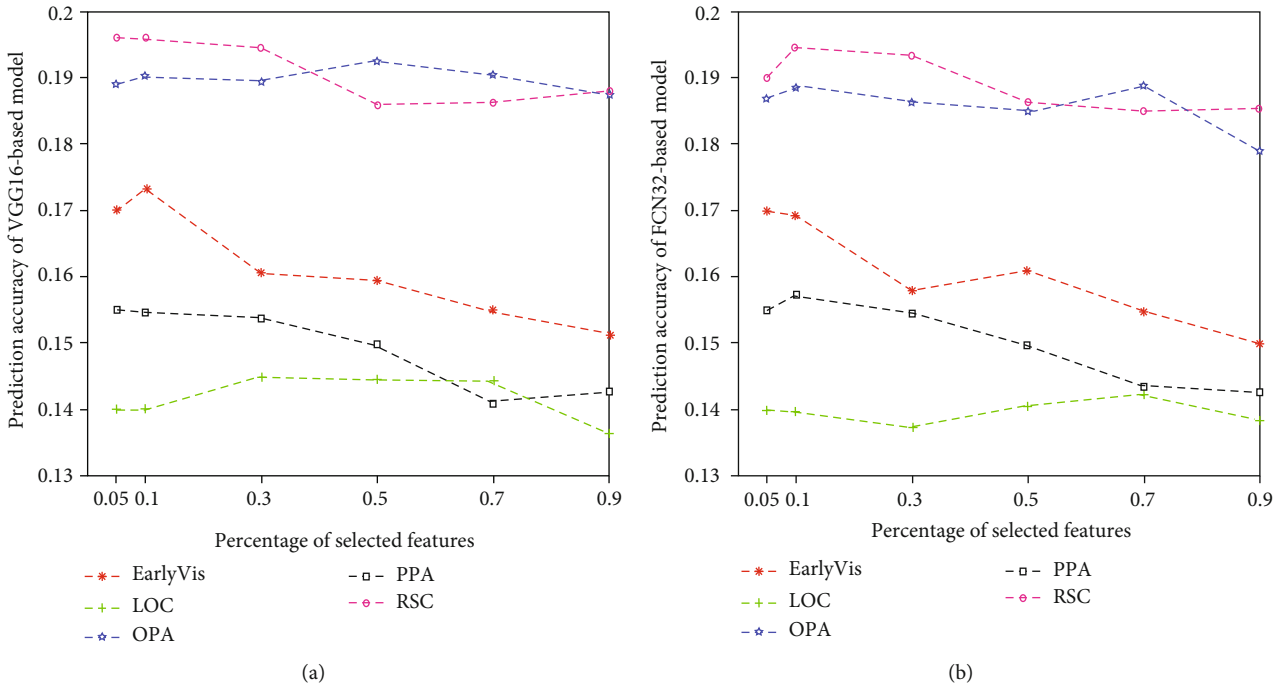 0.2
0.19
0.18
0.17
0.16
0.15
0.14
0.13
Prediction accuracy of VGG16-based model
0.05 0.1 0.3 0.5 0.7 0.9
Percentage of selected features
EarlyVis
LOC
OPA
PPA
RSC
(a)
0.2
0.19
0.18
0.17
0.16
0.15
0.14
0.13
Prediction accuracy of FCN32-based model
0.05 0.1 0.3 0.5 0.7 0.9
Percentage of selected features
EarlyVis
LOC
OPA
PPA
RSC
(b)